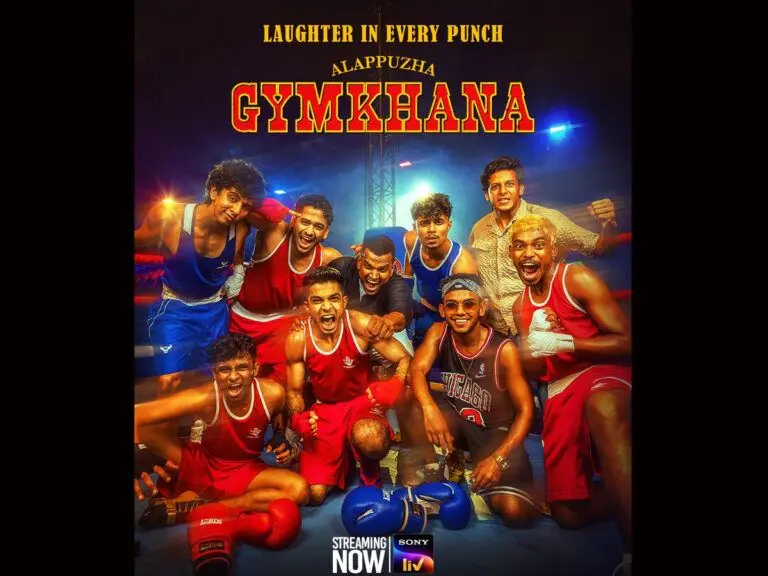 LAUGHTER IN EVERY PUNCH
ALAPPUZHA
GYMKHANA
CHICAGO
STREAMING
NOW
SONY
liv